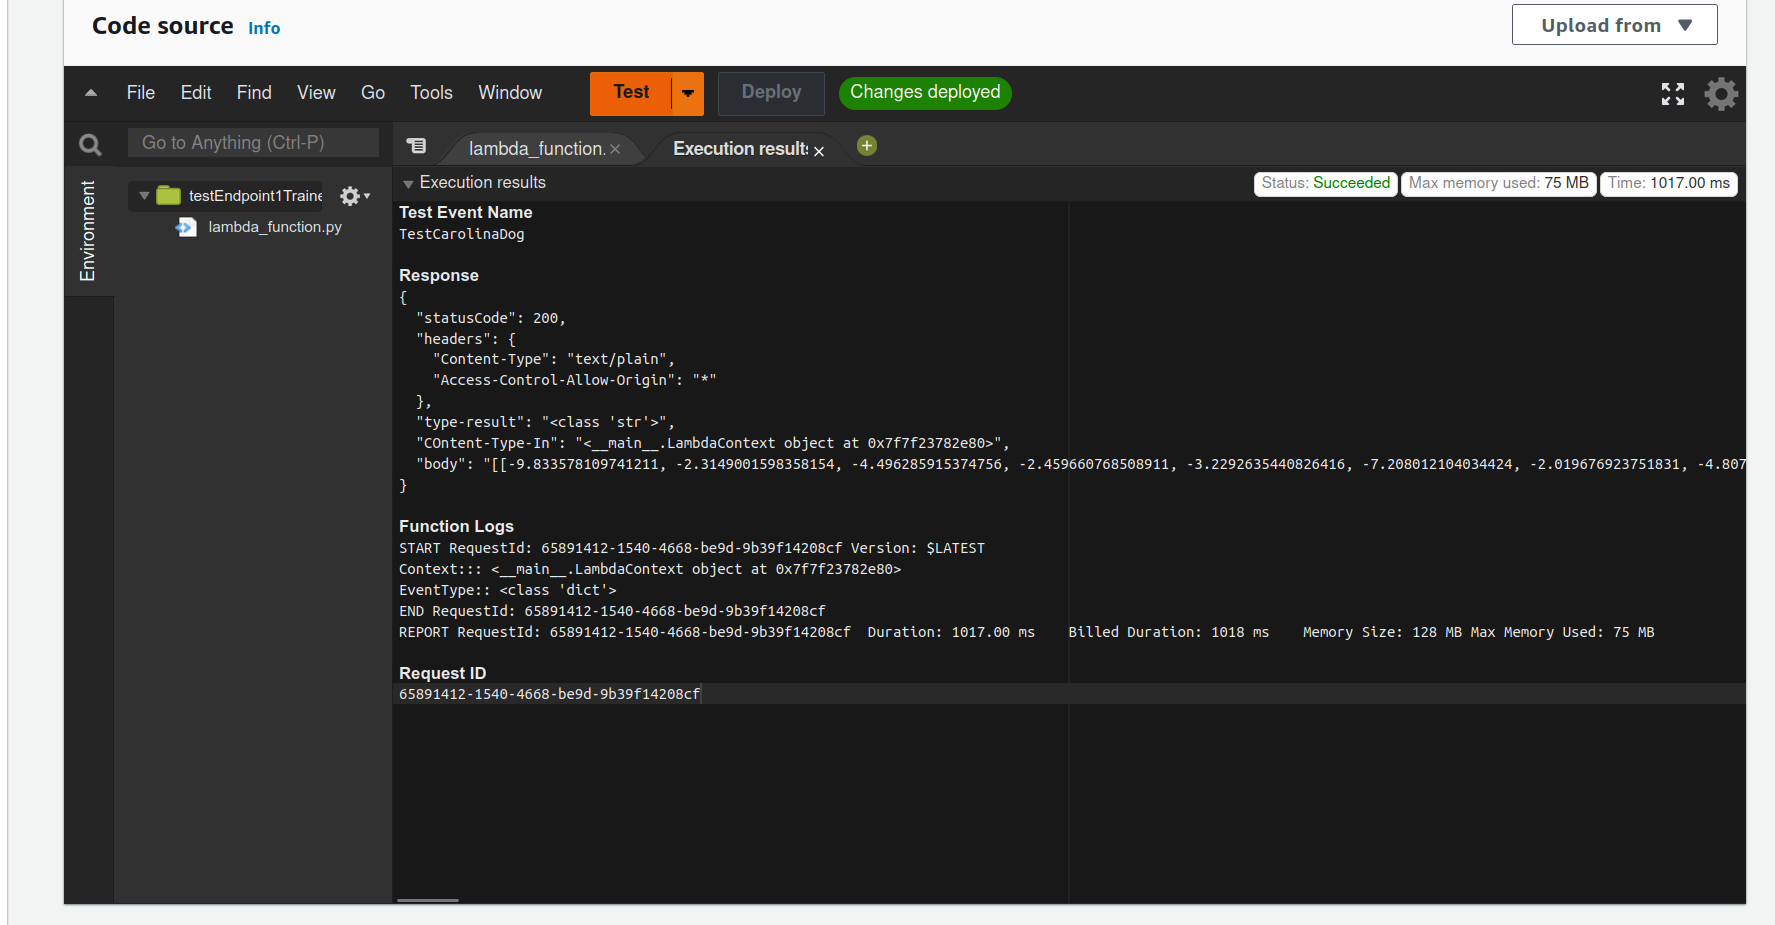 Code source Info
Upload from
File Edit Find View Go Tools Window Test Deploy Changes deployed
Go to Anything (Ctrl-P)
lambda_function. Execution results
Environment
testEndpoint1Traine
lambda_function.py
Execution results
Status: Succeeded Max memory used: 75 MB Time: 1017.00 ms
Test Event Name
TestCarolinaDog
Response
{
"statusCode": 200,
"headers": {
"Content-Type": "text/plain",
"Access-Control-Allow-Origin": "*"
},
"type-result": "<class 'str'>",
"COntent-Type-In": "<__main__.LambdaContext object at 0x7f7f23782e80>",
"body": "[[-9.833578109741211, -2.3149001598358154, -4.496285915374756, -2.459660768508911, -3.2292635440826416, -7.208012104034424, -2.019676923751831, -4.807
}
Function Logs
START RequestId: 65891412-1540-4668-be9d-9b39f14208cf Version: $LATEST
Context::: <__main__.LambdaContext object at 0x7f7f23782e80>
EventType:: <class 'dict'>
END RequestId: 65891412-1540-4668-be9d-9b39f14208cf
REPORT RequestId: 65891412-1540-4668-be9d-9b39f14208cf Duration: 1017.00 ms Billed Duration: 1018 ms Memory Size: 128 MB Max Memory Used: 75 MB
Request ID
65891412-1540-4668-be9d-9b39f14208cf